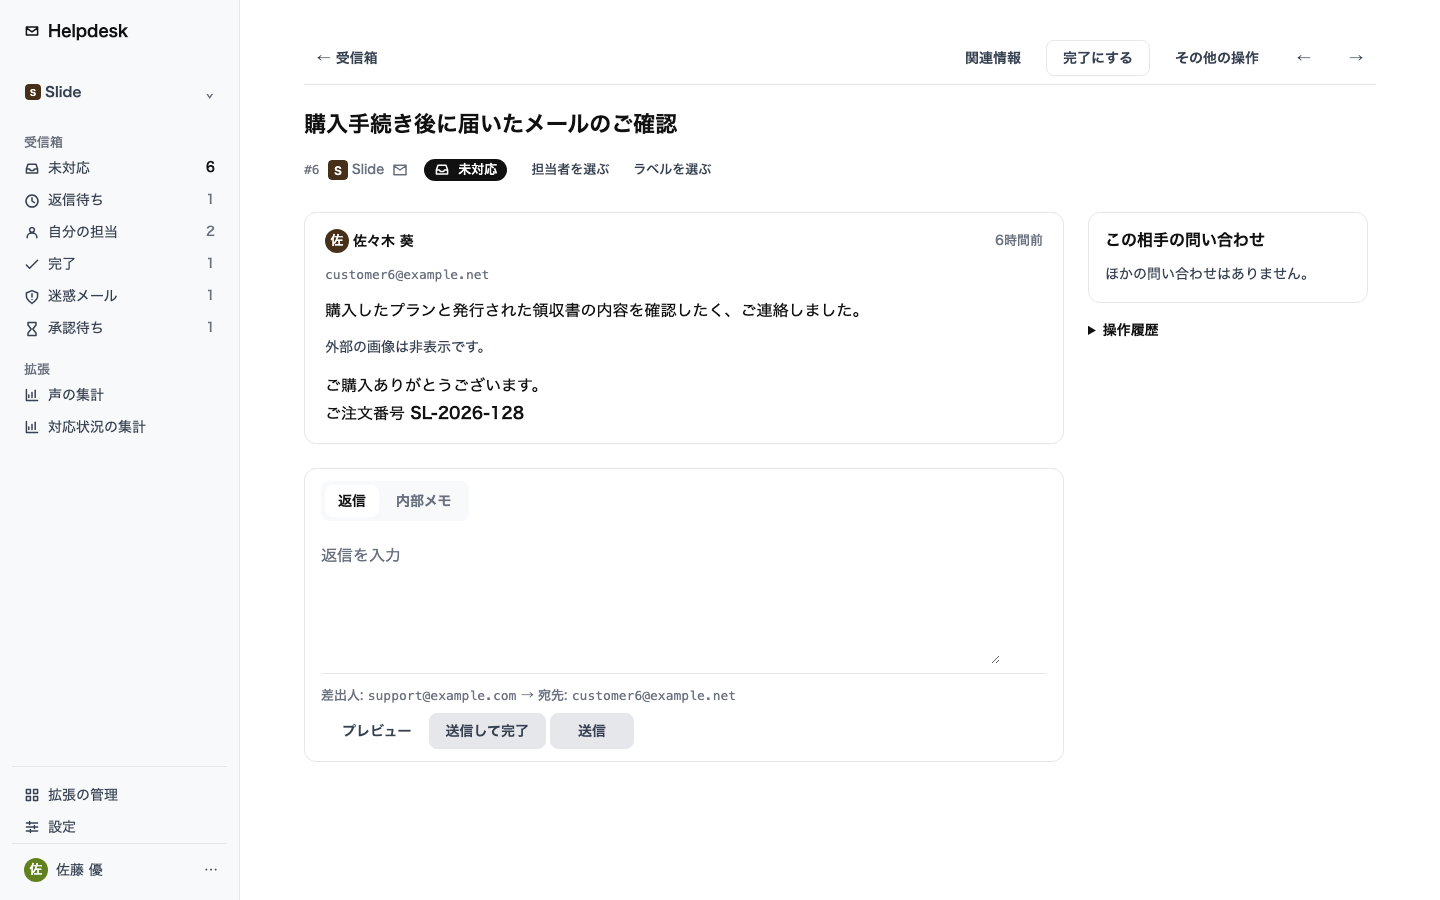 Helpdesk
S Slide
受信箱
未対応 6
返信待ち 1
自分の担当 2
完了 1
迷惑メール 1
承認待ち 1
拡張
声の集計
対応状況の集計
拡張の管理
設定
佐 佐藤 優 …
← 受信箱
関連情報 完了にする その他の操作 ← →
購入手続き後に届いたメールのご確認
#6 S Slide 未対応 担当者を選ぶ ラベルを選ぶ
佐 佐々木 葵 6時間前
customer6@example.net
購入したプランと発行された領収書の内容を確認したく、ご連絡しました。
外部の画像は非表示です。
ご購入ありがとうございます。
ご注文番号 SL-2026-128
返信 内部メモ
返信を入力
差出人: support@example.com → 宛先: customer6@example.net
プレビュー 送信して完了 送信
この相手の問い合わせ
ほかの問い合わせはありません。
▶ 操作履歴